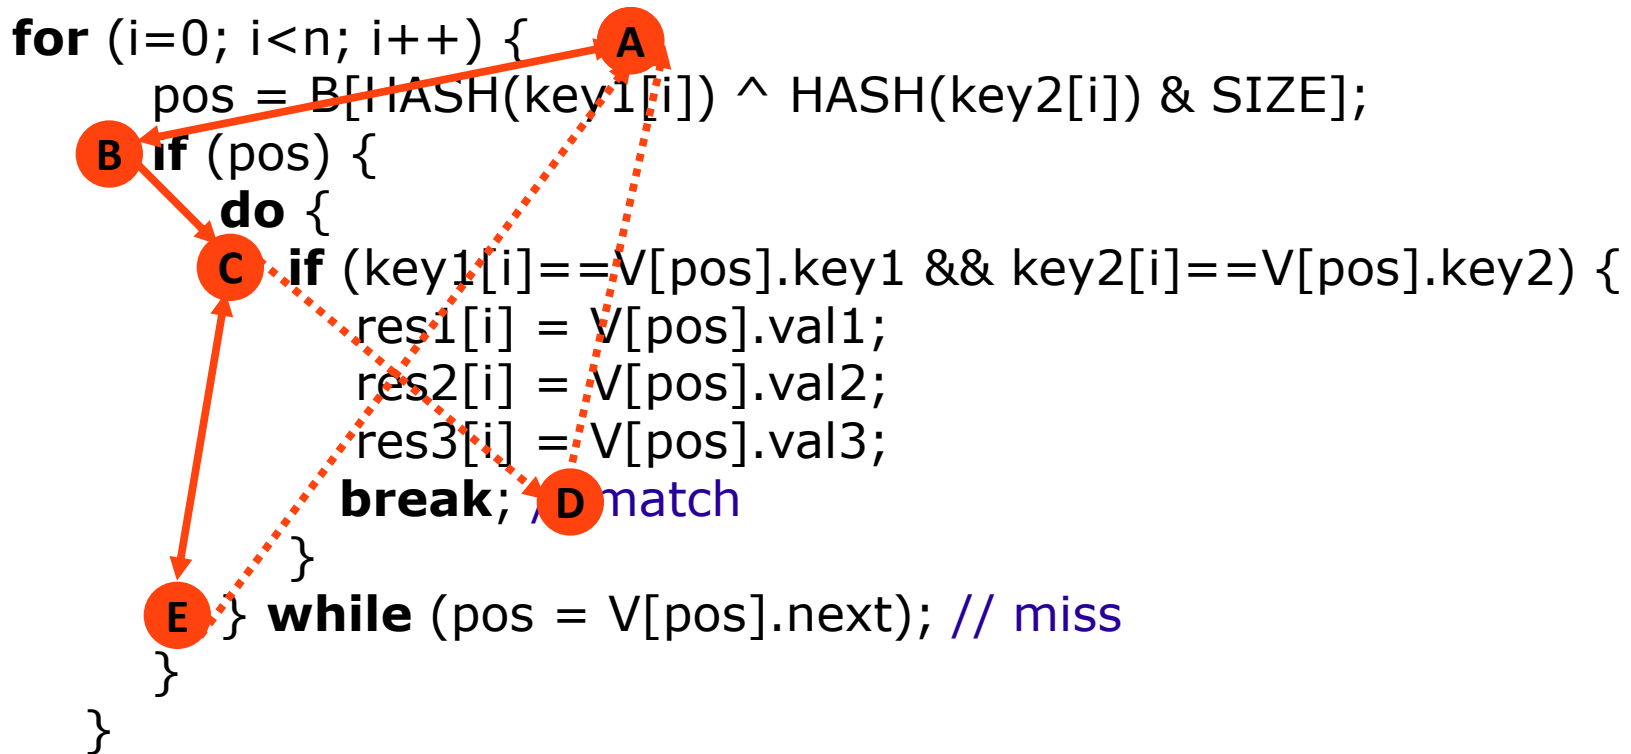 for (i=0; i<n; i++) { A
pos = B[HASH(key1[i]) ^ HASH(key2[i]) & SIZE];
B if (pos) {
do {
C if (key1[i]==V[pos].key1 && key2[i]==V[pos].key2) {
res1[i] = V[pos].val1;
res2[i] = V[pos].val2;
res3[i] = V[pos].val3;
break; // D match
}
E } while (pos = V[pos].next); // miss
}
}